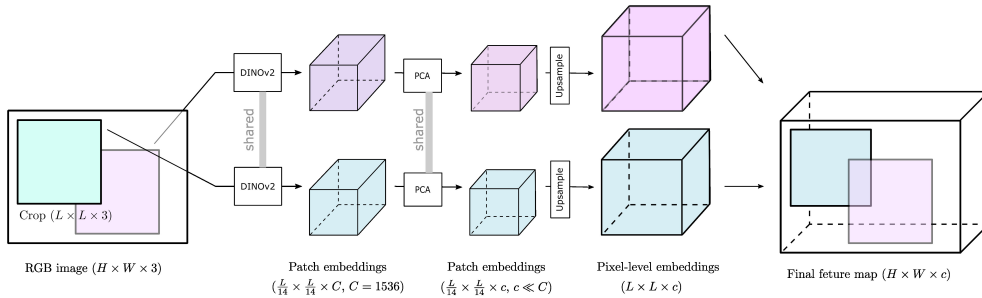 DINOv2
PCA
Upsample
shared
shared
DINOv2
PCA
Upsample
Crop (L × L × 3)
RGB image (H × W × 3)
Patch embeddings
(L/14 × L/14 × C, C = 1536)
Patch embeddings
(L/14 × L/14 × c, c ≪ C)
Pixel-level embeddings
(L × L × c)
Final feture map (H × W × c)